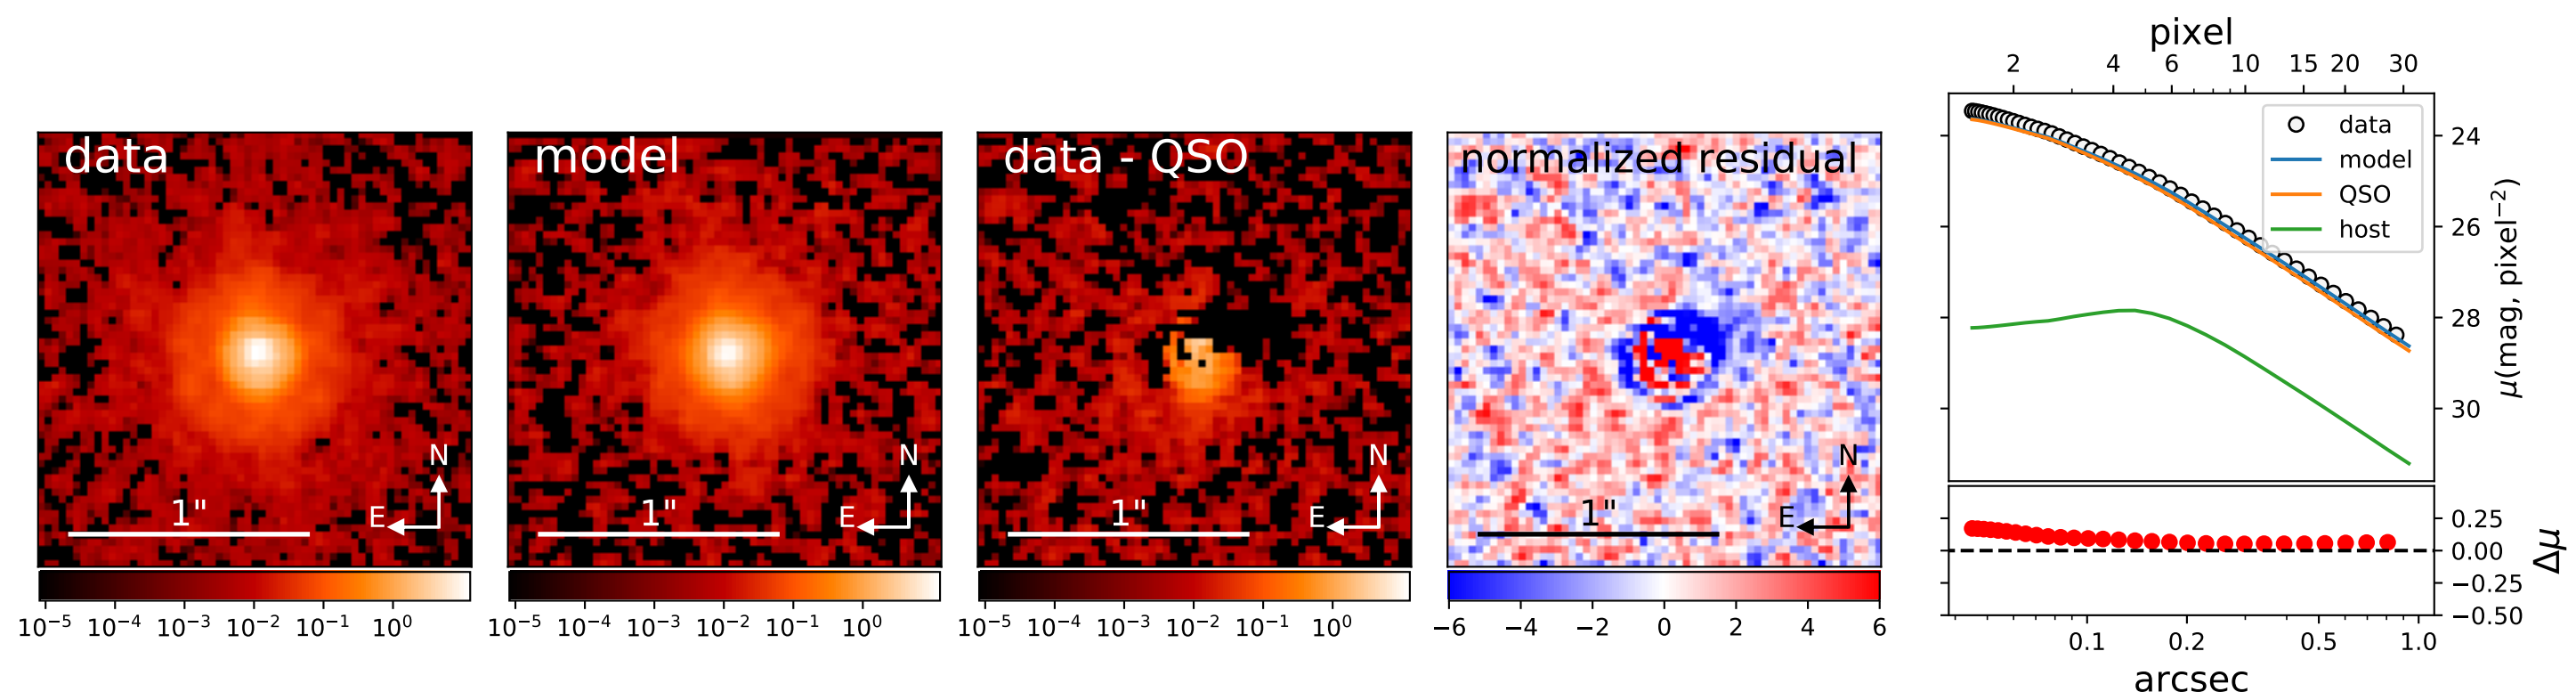 data
N
E
1"
10⁻⁵ 10⁻⁴ 10⁻³ 10⁻² 10⁻¹ 10⁰
model
N
E
1"
10⁻⁵ 10⁻⁴ 10⁻³ 10⁻² 10⁻¹ 10⁰
data - QSO
N
E
1"
10⁻⁵ 10⁻⁴ 10⁻³ 10⁻² 10⁻¹ 10⁰
normalized residual
N
E
1"
−6 −4 −2 0 2 4 6
pixel
2 4 6 10 15 20 30
data
model
QSO
host
24
26
28
30
μ(mag, pixel⁻²)
0.25
0.00
−0.25
−0.50
Δμ
0.1 0.2 0.5 1.0
arcsec